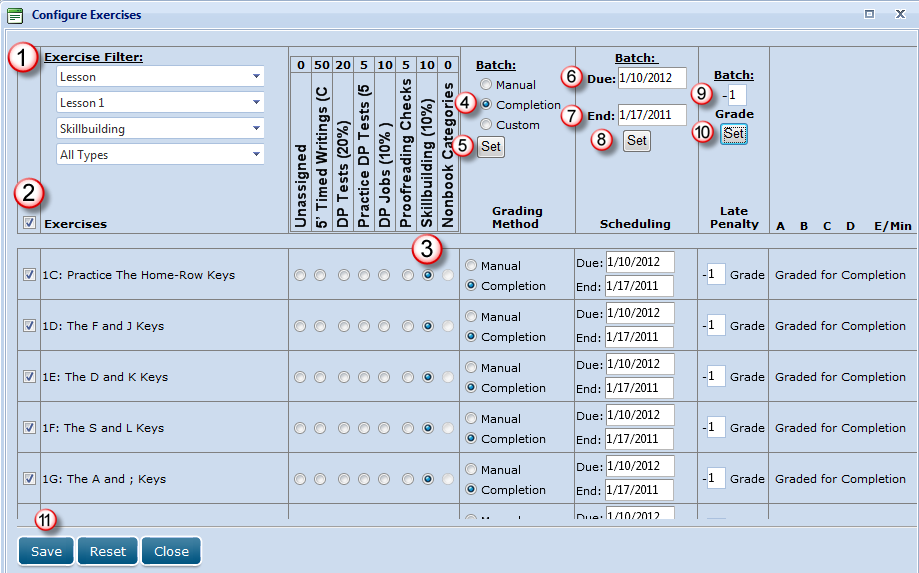 Configure Exercises
1 Exercise Filter:
Lesson
Lesson 1
Skillbuilding
All Types
2
Exercises
0 50 20 5 10 5 10 0
Unassigned
5' Timed Writings (C
DP Tests (20%)
Practice DP Tests (5
DP Jobs (10% )
Proofreading Checks
Skillbuilding (10%)
Nonbook Categories
3
Batch:
Manual
4 Completion
Custom
5 Set
Grading
Method
Batch:
6 Due: 1/10/2012
7 End: 1/17/2011
8 Set
Scheduling
Batch:
9 -1
Grade
10 Set
Late
Penalty
A B C D E/Min
1C: Practice The Home-Row Keys
Manual
Completion
Due: 1/10/2012
End: 1/17/2011
-1 Grade
Graded for Completion
1D: The F and J Keys
Manual
Completion
Due: 1/10/2012
End: 1/17/2011
-1 Grade
Graded for Completion
1E: The D and K Keys
Manual
Completion
Due: 1/10/2012
End: 1/17/2011
-1 Grade
Graded for Completion
1F: The S and L Keys
Manual
Completion
Due: 1/10/2012
End: 1/17/2011
-1 Grade
Graded for Completion
1G: The A and ; Keys
Manual
Completion
Due: 1/10/2012
End: 1/17/2011
-1 Grade
Graded for Completion
Manual
Due: 1/10/2012
11
Save Reset Close